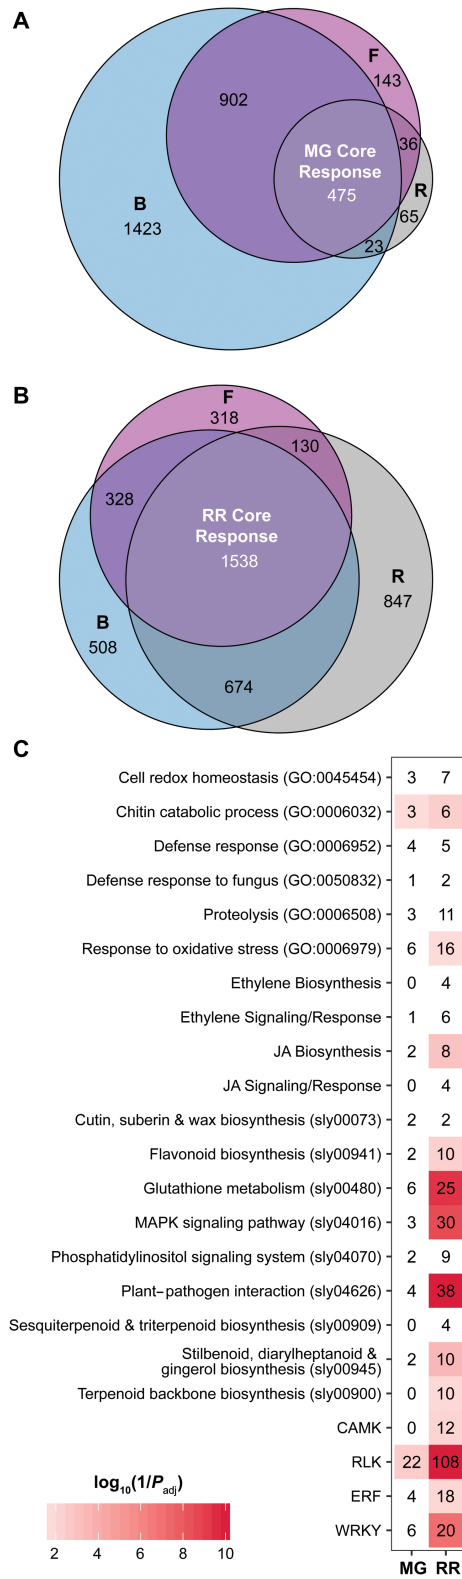 A
F
143
902
36
MG Core
Response
475
R
65
B
1423
23
B
F
318
130
328
RR Core
Response
1538
R
847
B
508
674
C
Cell redox homeostasis (GO:0045454) 3 7
Chitin catabolic process (GO:0006032) 3 6
Defense response (GO:0006952) 4 5
Defense response to fungus (GO:0050832) 1 2
Proteolysis (GO:0006508) 3 11
Response to oxidative stress (GO:0006979) 6 16
Ethylene Biosynthesis 0 4
Ethylene Signaling/Response 1 6
JA Biosynthesis 2 8
JA Signaling/Response 0 4
Cutin, suberin & wax biosynthesis (sly00073) 2 2
Flavonoid biosynthesis (sly00941) 2 10
Glutathione metabolism (sly00480) 6 25
MAPK signaling pathway (sly04016) 3 30
Phosphatidylinositol signaling system (sly04070) 2 9
Plant–pathogen interaction (sly04626) 4 38
Sesquiterpenoid & triterpenoid biosynthesis (sly00909) 0 4
Stilbenoid, diarylheptanoid &
gingerol biosynthesis (sly00945) 2 10
Terpenoid backbone biosynthesis (sly00900) 0 10
CAMK 0 12
RLK 22 108
ERF 4 18
WRKY 6 20
MG RR
log10(1/Padj)
2 4 6 8 10